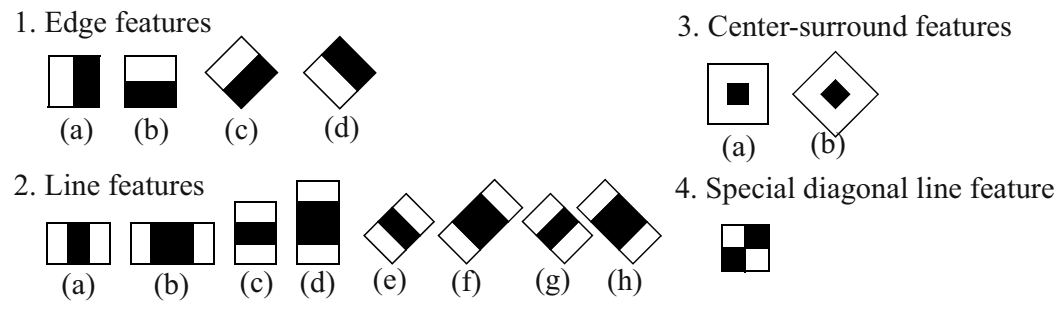 1. Edge features
(a) (b) (c) (d)
2. Line features
(a) (b) (c) (d) (e) (f) (g) (h)
3. Center-surround features
(a) (b)
4. Special diagonal line feature